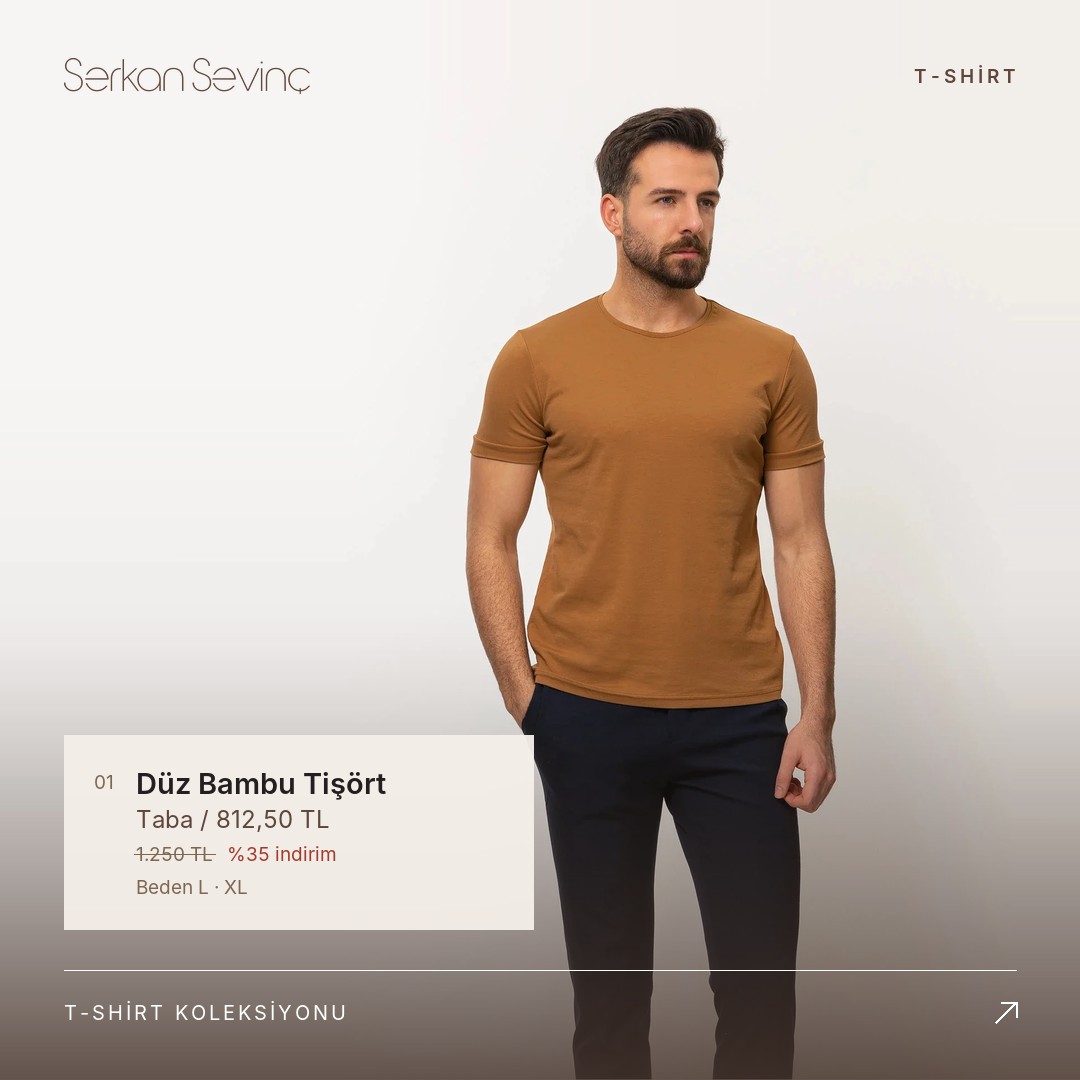 Serkan Sevinç
T-SHİRT
01 Düz Bambu Tişört
Taba / 812,50 TL
1.250 TL %35 indirim
Beden L · XL
T-SHİRT KOLEKSİYONU